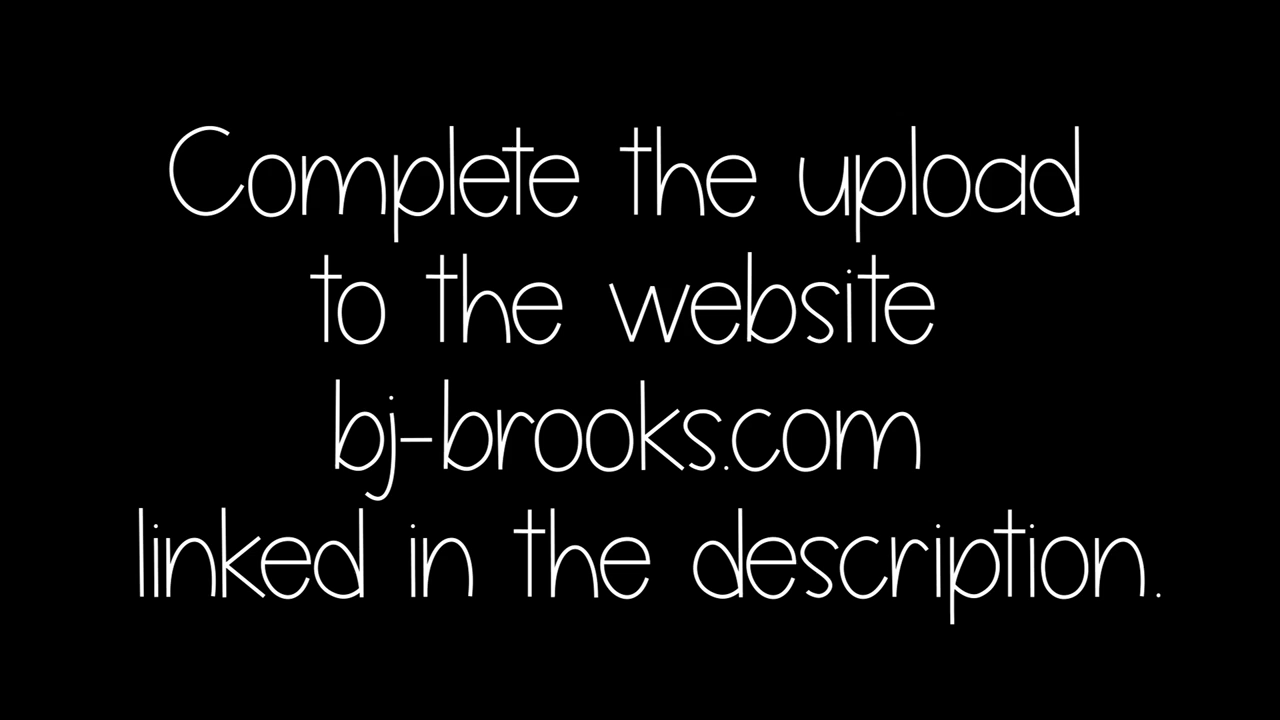 Complete the upload
to the website
bj-brooks.com
linked in the description.